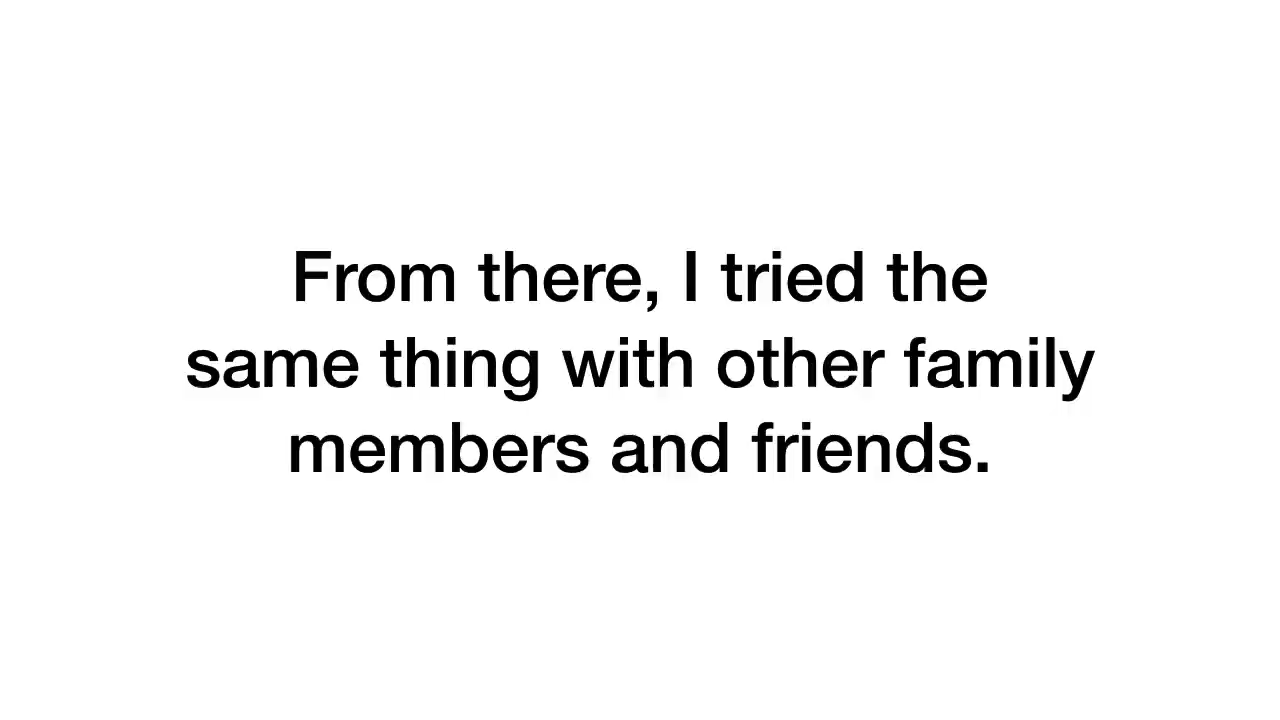 From there, I tried the
same thing with other family
members and friends.